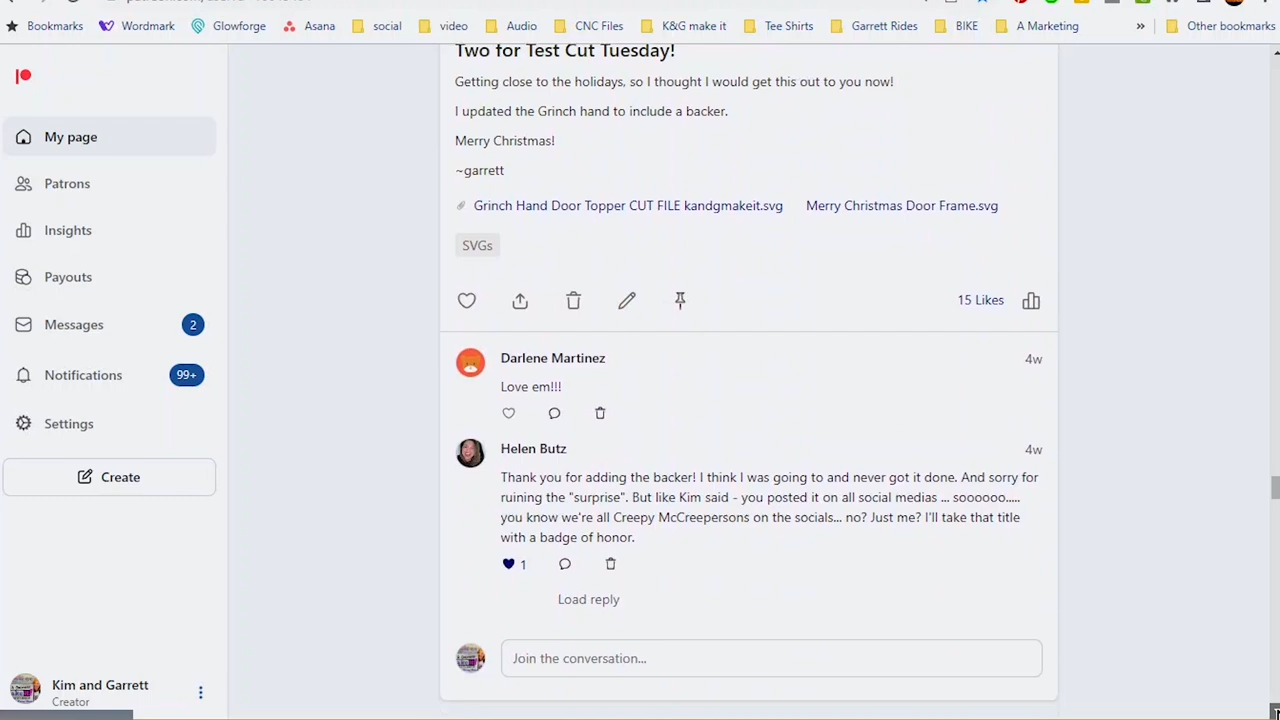 Bookmarks
Wordmark
Glowforge
Asana
social
video
Audio
CNC Files
K&G make it
Tee Shirts
Garrett Rides
BIKE
A Marketing
»
Other bookmarks
My page
Patrons
Insights
Payouts
Messages 2
Notifications 99+
Settings
Create
Kim and Garrett
Creator
Two for Test Cut Tuesday!
Getting close to the holidays, so I thought I would get this out to you now!
I updated the Grinch hand to include a backer.
Merry Christmas!
~garrett
Grinch Hand Door Topper CUT FILE kandgmakeit.svg Merry Christmas Door Frame.svg
SVGs
15 Likes
Darlene Martinez 4w
Love em!!!
Helen Butz 4w
Thank you for adding the backer! I think I was going to and never got it done. And sorry for
ruining the "surprise". But like Kim said - you posted it on all social medias ... soooooo.....
you know we're all Creepy McCreepersons on the socials... no? Just me? I'll take that title
with a badge of honor.
1
Load reply
Join the conversation...